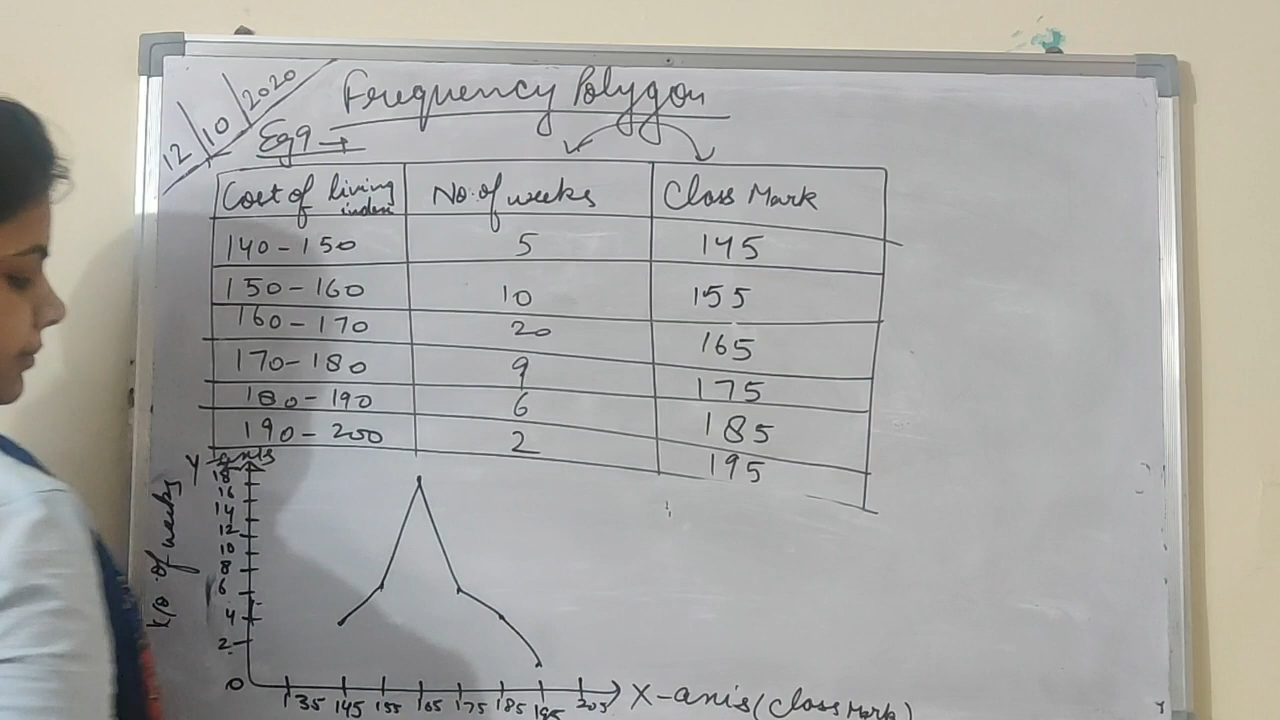 12/10/2020
Frequency Polygon
Eg9 →
Cost of living index No. of weeks Class Mark
140-150 5 145
150-160 10 155
160-170 20 165
170-180 9 175
180-190 6 185
190-200 2 195
Y-axis
18
16
14
12
10
8
6
4
2
0
No. of weeks
135 145 155 165 175 185 195 205 X-axis (Class Mark)